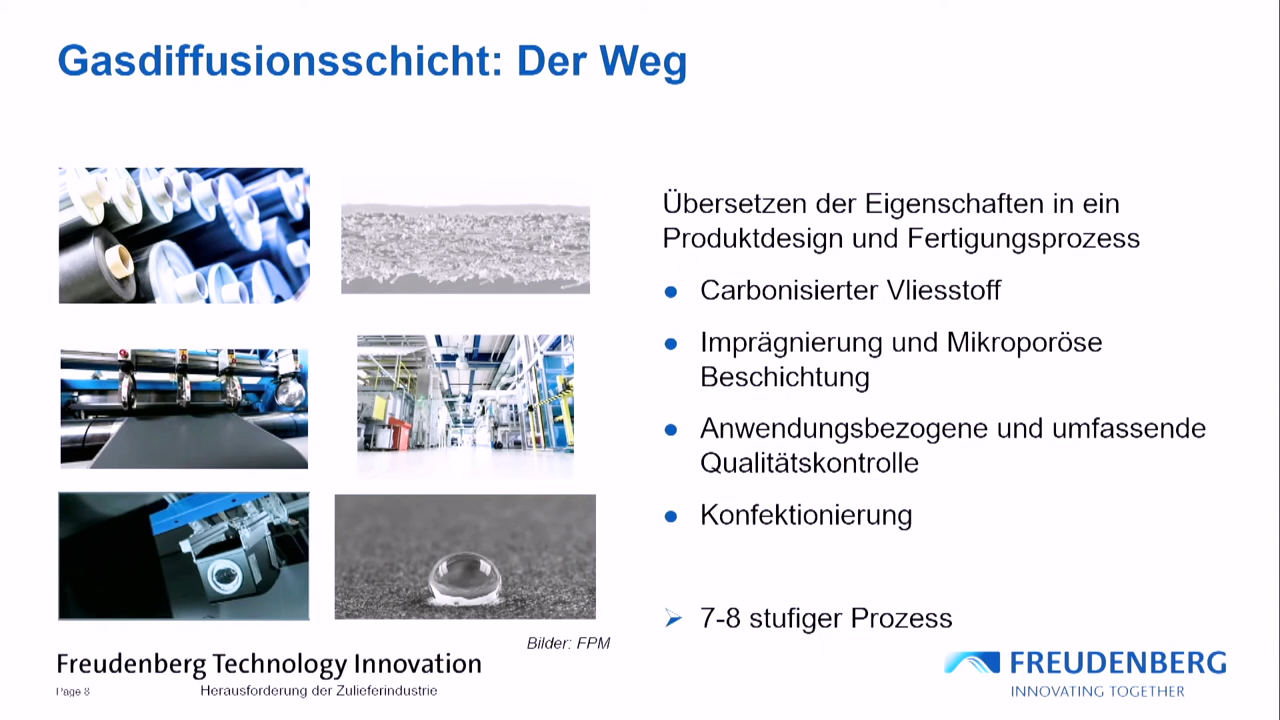 Gasdiffusionsschicht: Der Weg
Übersetzen der Eigenschaften in ein
Produktdesign und Fertigungsprozess
● Carbonisierter Vliesstoff
● Imprägnierung und Mikroporöse
Beschichtung
● Anwendungsbezogene und umfassende
Qualitätskontrolle
● Konfektionierung
➢ 7-8 stufiger Prozess
Bilder: FPM
Freudenberg Technology Innovation
Page 8
Herausforderung der Zulieferindustrie
FREUDENBERG
INNOVATING TOGETHER